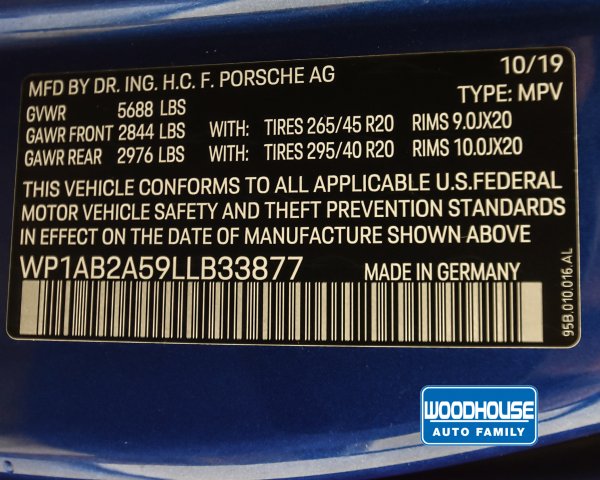 MFD BY DR. ING. H.C. F. PORSCHE AG 10/19
GVWR 5688 LBS TYPE: MPV
GAWR FRONT 2844 LBS WITH: TIRES 265/45 R20 RIMS 9.0JX20
GAWR REAR 2976 LBS WITH: TIRES 295/40 R20 RIMS 10.0JX20
THIS VEHICLE CONFORMS TO ALL APPLICABLE U.S.FEDERAL
MOTOR VEHICLE SAFETY AND THEFT PREVENTION STANDARDS
IN EFFECT ON THE DATE OF MANUFACTURE SHOWN ABOVE
WP1AB2A59LLB33877 MADE IN GERMANY
95B.010.016.AL
WOODHOUSE
AUTO FAMILY